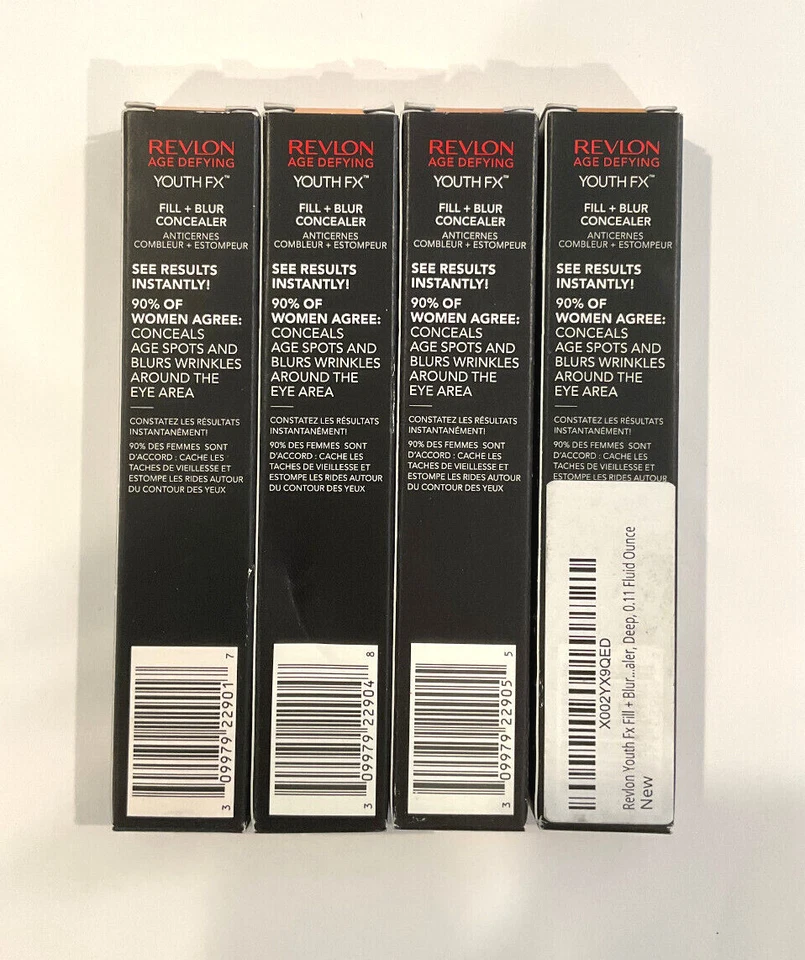 REVLON
AGE DEFYING
YOUTH FX™
FILL + BLUR
CONCEALER
ANTICERNES
COMBLEUR + ESTOMPEUR
SEE RESULTS
INSTANTLY!
90% OF
WOMEN AGREE:
CONCEALS
AGE SPOTS AND
BLURS WRINKLES
AROUND THE
EYE AREA
CONSTATEZ LES RÉSULTATS
INSTANTANÉMENT!
90% DES FEMMES SONT
D'ACCORD : CACHE LES
TACHES DE VIEILLESSE ET
ESTOMPE LES RIDES AUTOUR
DU CONTOUR DES YEUX
3 09979 22901 7
REVLON
AGE DEFYING
YOUTH FX™
FILL + BLUR
CONCEALER
ANTICERNES
COMBLEUR + ESTOMPEUR
SEE RESULTS
INSTANTLY!
90% OF
WOMEN AGREE:
CONCEALS
AGE SPOTS AND
BLURS WRINKLES
AROUND THE
EYE AREA
CONSTATEZ LES RÉSULTATS
INSTANTANÉMENT!
90% DES FEMMES SONT
D'ACCORD : CACHE LES
TACHES DE VIEILLESSE ET
ESTOMPE LES RIDES AUTOUR
DU CONTOUR DES YEUX
3 09979 22904 8
REVLON
AGE DEFYING
YOUTH FX™
FILL + BLUR
CONCEALER
ANTICERNES
COMBLEUR + ESTOMPEUR
SEE RESULTS
INSTANTLY!
90% OF
WOMEN AGREE:
CONCEALS
AGE SPOTS AND
BLURS WRINKLES
AROUND THE
EYE AREA
CONSTATEZ LES RÉSULTATS
INSTANTANÉMENT!
90% DES FEMMES SONT
D'ACCORD : CACHE LES
TACHES DE VIEILLESSE ET
ESTOMPE LES RIDES AUTOUR
DU CONTOUR DES YEUX
3 09979 22905 5
REVLON
AGE DEFYING
YOUTH FX™
FILL + BLUR
CONCEALER
ANTICERNES
COMBLEUR + ESTOMPEUR
SEE RESULTS
INSTANTLY!
90% OF
WOMEN AGREE:
CONCEALS
AGE SPOTS AND
BLURS WRINKLES
AROUND THE
EYE AREA
CONSTATEZ LES RÉSULTATS
INSTANTANÉMENT!
90% DES FEMMES SONT
D'ACCORD : CACHE LES
TACHES DE VIEILLESSE ET
ESTOMPE LES RIDES AUTOUR
X002YX9QED
Revlon Youth Fx Fill + Blur...aler, Deep, 0.11 Fluid Ounce
New